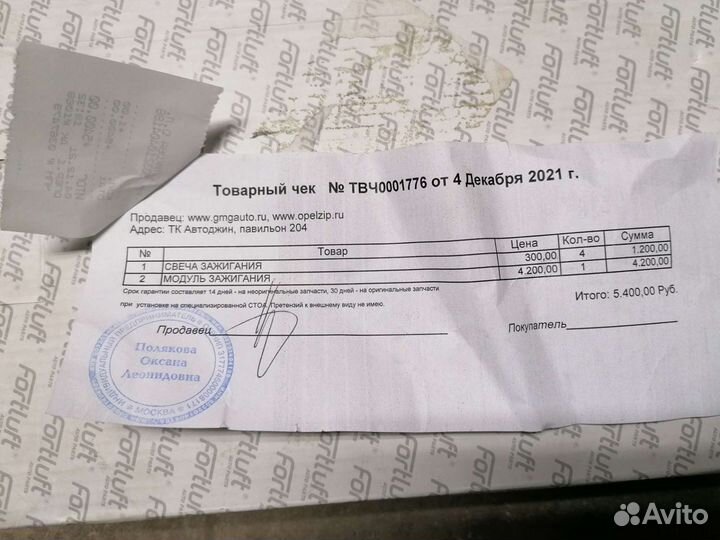 Товарный чек № ТВЧ0001776 от 4 Декабря 2021 г.
Продавец: www.gmgauto.ru, www.opelzip.ru
Адрес: ТК Автоджин, павильон 204
№ Товар Цена Кол-во Сумма
1 СВЕЧА ЗАЖИГАНИЯ 300,00 4 1.200,00
2 МОДУЛЬ ЗАЖИГАНИЯ 4.200,00 1 4.200,00
Срок гарантии составляет 14 дней - на неоригинальные запчасти, 30 дней - на оригинальные запчасти
при установке на специализированной СТОА. Претензий к внешнему виду не имею.
Итого: 5.400,00 Руб.
Продавец
Покупатель
ИНДИВИДУАЛЬНЫЙ ПРЕДПРИНИМАТЕЛЬ
Полякова
Оксана
Леонидовна
МОСКВА
Fortluft
AUTO PARTS
Avito